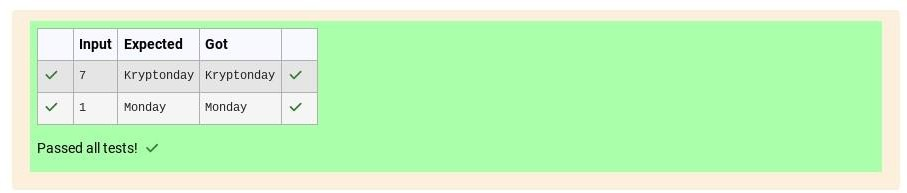 Input Expected Got
7 Kryptonday Kryptonday
1 Monday Monday
Passed all tests!